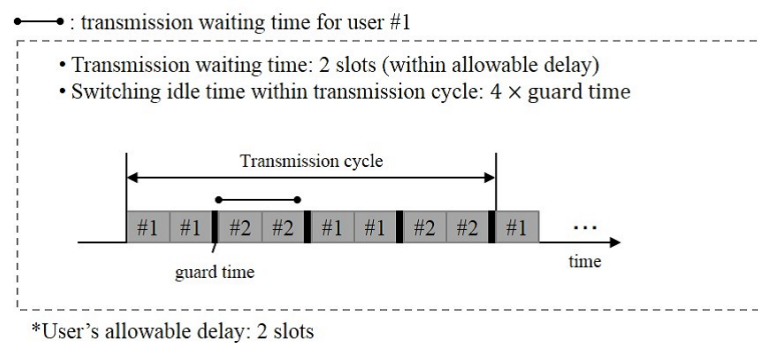 : transmission waiting time for user #1
• Transmission waiting time: 2 slots (within allowable delay)
• Switching idle time within transmission cycle: 4 × guard time
Transmission cycle
#1 #1 #2 #2 #1 #1 #2 #2 #1 ...
guard time
time
*User's allowable delay: 2 slots